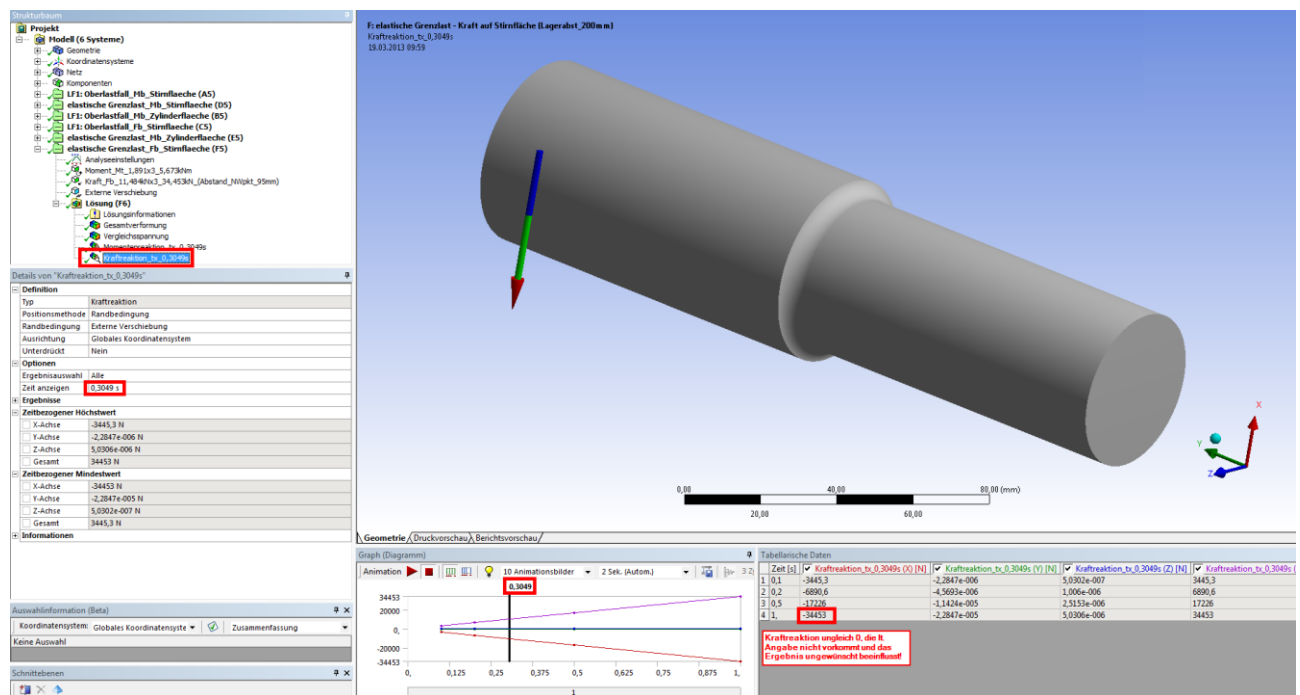 Strukturbaum
Projekt
Modell (6 Systeme)
Geometrie
Koordinatensysteme
Netz
Komponenten
LF1: Oberlastfall_Mb_Stirnflaeche (A5)
elastische Grenzlast_Mb_Stirnflaeche (D5)
LF1: Oberlastfall_Mb_Zylinderflaeche (B5)
LF1: Oberlastfall_Fb_Stirnflaeche (C5)
elastische Grenzlast_Mb_Zylinderflaeche (E5)
elastische Grenzlast_Fb_Stirnflaeche (F5)
Analyseeinstellungen
Moment_Mt_1,891x3_5,673kNm
Kraft_Fb_11,484kNx3_34,453kN_(Abstand_NWpkt_95mm)
Externe Verschiebung
Lösung (F6)
Lösungsinformationen
Gesamtverformung
Vergleichsspannung
Momentenreaktion_tx_0,3049s
Kraftreaktion_tx_0,3049s
Details von "Kraftreaktion_tx_0,3049s"
Definition
Typ Kraftreaktion
Positionsmethode Randbedingung
Randbedingung Externe Verschiebung
Ausrichtung Globales Koordinatensystem
Unterdrückt Nein
Optionen
Ergebnisauswahl Alle
Zeit anzeigen 0,3049 s
Ergebnisse
Zeitbezogener Höchstwert
X-Achse -3445,3 N
Y-Achse -2,2847e-006 N
Z-Achse 5,0306e-006 N
Gesamt 34453 N
Zeitbezogener Mindestwert
X-Achse -34453 N
Y-Achse -2,2847e-005 N
Z-Achse 5,0302e-007 N
Gesamt 3445,3 N
Informationen
Auswahlinformation (Beta)
Koordinatensystem: Globales Koordinatensyste Zusammenfassung
Keine Auswahl
Schnittebenen
F: elastische Grenzlast - Kraft auf Stirnfläche (Lagerabst_200mm)
Kraftreaktion_tx_0,3049s
19.03.2013 09:59
X
Y
Z
0,00 40,00 80,00 (mm)
20,00 60,00
Geometrie Druckvorschau Berichtsvorschau
Graph (Diagramm)
Animation 10 Animationsbilder 2 Sek. (Autom.)
0,3049
34453
20000
0,
-20000
-34453
0, 0,125 0,25 0,375 0,5 0,625 0,75 0,875 1,
1
Tabellarische Daten
Zeit [s] Kraftreaktion_tx_0,3049s (X) [N] Kraftreaktion_tx_0,3049s (Y) [N] Kraftreaktion_tx_0,3049s (Z) [N] Kraftreaktion_tx_0,3049s (
1 0,1 -3445,3 -2,2847e-006 5,0302e-007 3445,3
2 0,2 -6890,6 -4,5693e-006 1,006e-006 6890,6
3 0,5 -17226 -1,1424e-005 2,5153e-006 17226
4 1, -34453 -2,2847e-005 5,0306e-006 34453
Kraftreaktion ungleich 0, die lt.
Angabe nicht vorkommt und das
Ergebnis ungewünscht beeinflusst!